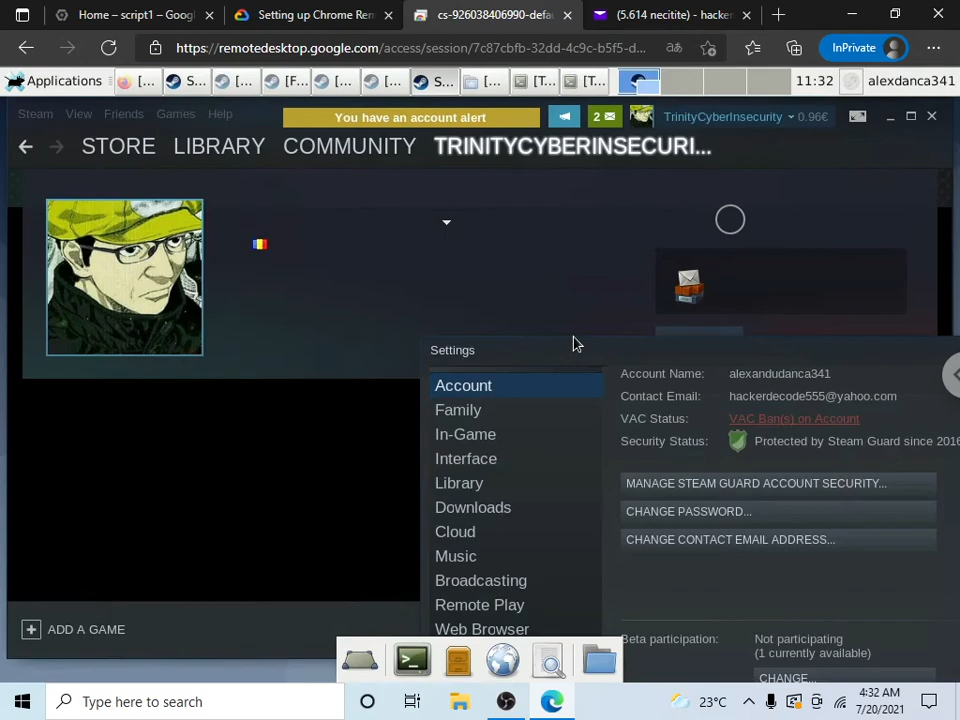 Home – script1 – Googl
Setting up Chrome Rem
cs-926038406990-defau
(5.614 necitite) - hacker
https://remotedesktop.google.com/access/session/7c87cbfb-32dd-4c9c-b5f5-d...
InPrivate
Applications
[...
S...
[...
[F...
[...
[...
S...
[...
[T...
[T...
11:32
alexdanca341
Steam
View
Friends
Games
Help
You have an account alert
2
TrinityCyberInsecurity
0.96€
STORE
LIBRARY
COMMUNITY
TRINITYCYBERINSECURI...
Settings
Account
Family
In-Game
Interface
Library
Downloads
Cloud
Music
Broadcasting
Remote Play
Web Browser
Account Name: alexandudanca341
Contact Email: hackerdecode555@yahoo.com
VAC Status: VAC Ban(s) on Account
Security Status: Protected by Steam Guard since 2016
MANAGE STEAM GUARD ACCOUNT SECURITY...
CHANGE PASSWORD...
CHANGE CONTACT EMAIL ADDRESS...
Beta participation: Not participating
(1 currently available)
CHANGE...
ADD A GAME
Type here to search
23°C
4:32 AM
7/20/2021